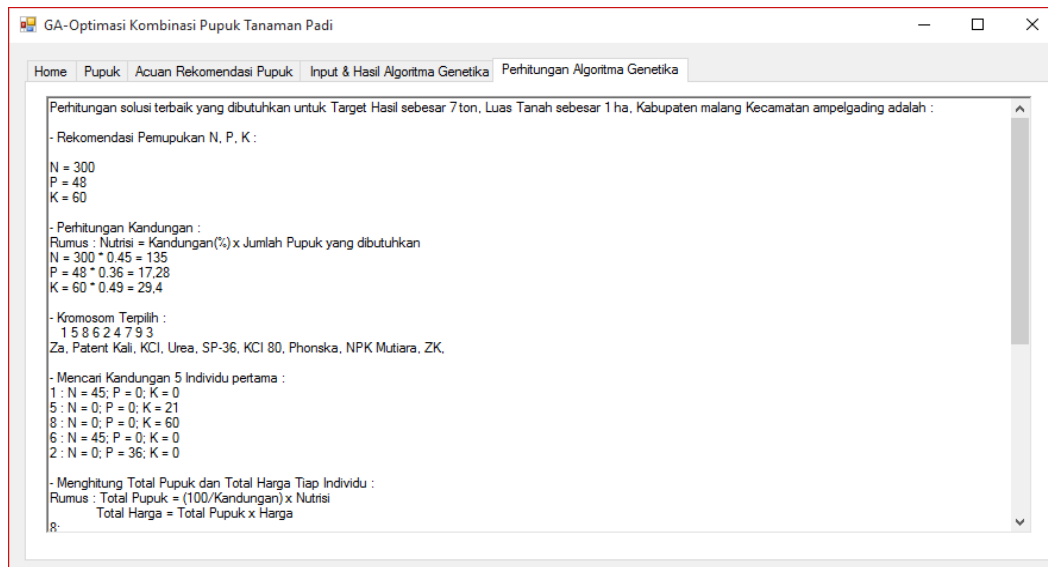 GA-Optimasi Kombinasi Pupuk Tanaman Padi
Home Pupuk Acuan Rekomendasi Pupuk Input & Hasil Algoritma Genetika Perhitungan Algoritma Genetika
Perhitungan solusi terbaik yang dibutuhkan untuk Target Hasil sebesar 7 ton, Luas Tanah sebesar 1 ha, Kabupaten malang Kecamatan ampelgading adalah :
- Rekomendasi Pemupukan N, P, K :
N = 300
P = 48
K = 60
- Perhitungan Kandungan :
Rumus : Nutrisi = Kandungan(%) x Jumlah Pupuk yang dibutuhkan
N = 300 * 0.45 = 135
P = 48 * 0.36 = 17,28
K = 60 * 0.49 = 29,4
- Kromosom Terpilih :
1 5 8 6 2 4 7 9 3
Za, Patent Kali, KCl, Urea, SP-36, KCl 80, Phonska, NPK Mutiara, ZK,
- Mencari Kandungan 5 Individu pertama :
1 : N = 45; P = 0; K = 0
5 : N = 0; P = 0; K = 21
8 : N = 0; P = 0; K = 60
6 : N = 45; P = 0; K = 0
2 : N = 0; P = 36; K = 0
- Menghitung Total Pupuk dan Total Harga Tiap Individu :
Rumus : Total Pupuk = (100/Kandungan) x Nutrisi
Total Harga = Total Pupuk x Harga
8: